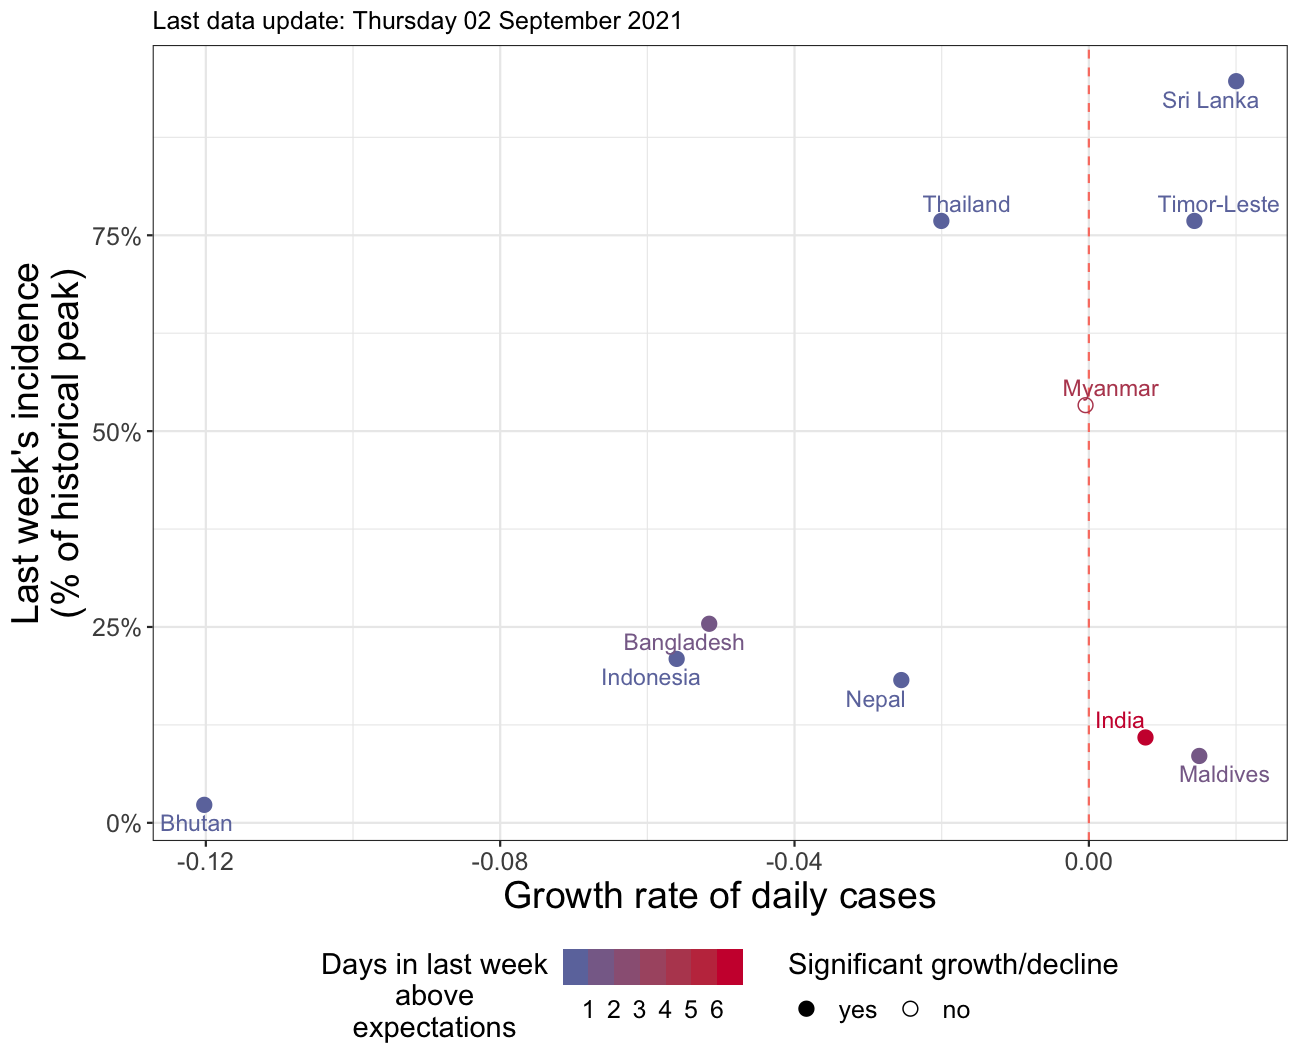 Last data update: Thursday 02 September 2021
Sri Lanka
Thailand
Timor-Leste
75%
Myanmar
50%
Last week's incidence
(% of historical peak)
25%
Bangladesh
Indonesia
Nepal
India
Maldives
Bhutan
0%
-0.12 -0.08 -0.04 0.00
Growth rate of daily cases
Days in last week
above
expectations
1 2 3 4 5 6
Significant growth/decline
yes no